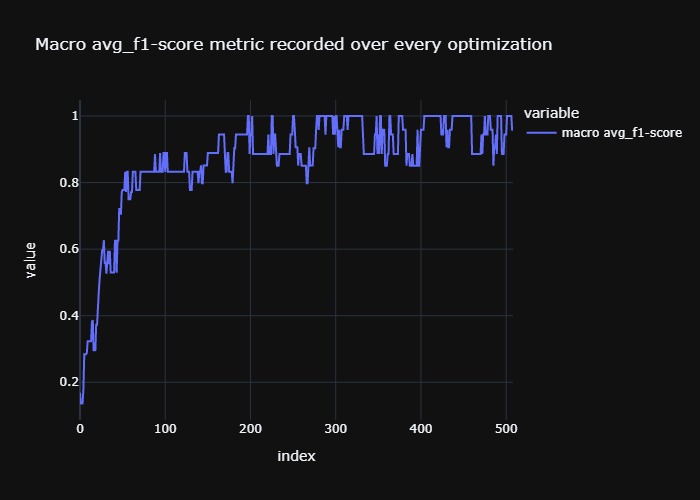 Macro avg_f1-score metric recorded over every optimization
variable
macro avg_f1-score
1
0.8
0.6
0.4
0.2
value
0 100 200 300 400 500
index